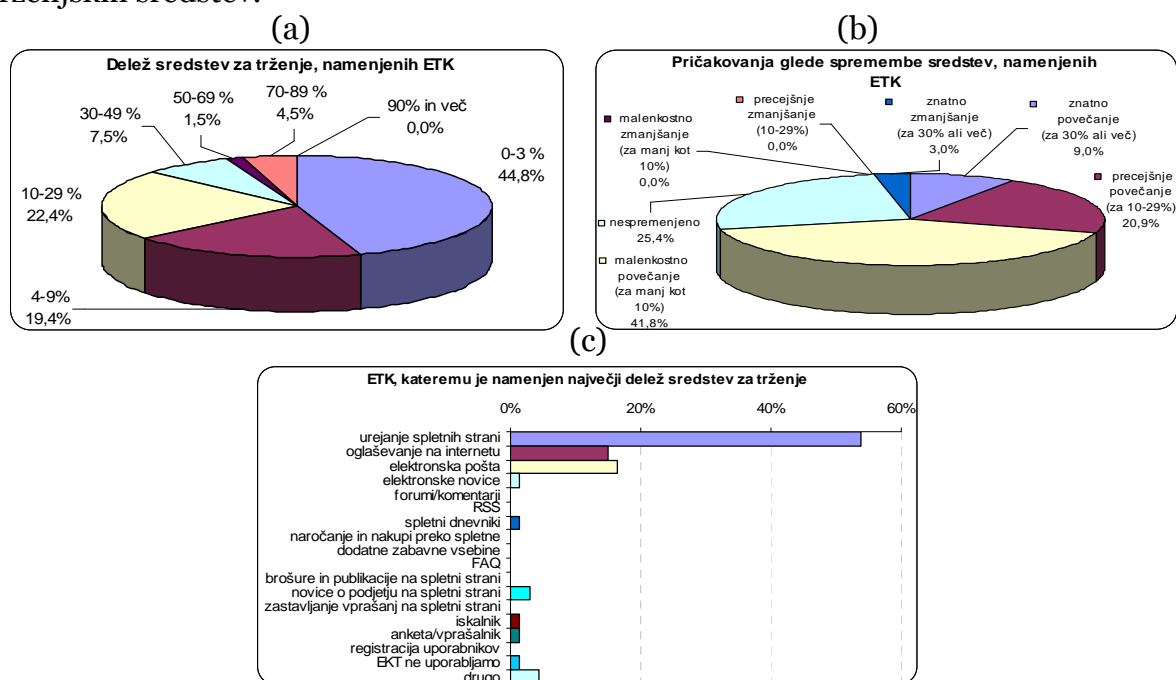 (a)
Delež sredstev za trženje, namenjenih ETK
0-3 %
44,8%
4-9%
19,4%
10-29 %
22,4%
30-49 %
7,5%
50-69 %
1,5%
70-89 %
4,5%
90% in več
0,0%
(b)
Pričakovanja glede spremembe sredstev, namenjenih
ETK
znatno
povečanje
(za 30% ali več)
9,0%
precejšnje
povečanje
(za 10-29%)
20,9%
malenkostno
povečanje
(za manj kot
10%)
41,8%
nespremenjeno
25,4%
malenkostno
zmanjšanje
(za manj kot
10%)
0,0%
precejšnje
zmanjšanje
(10-29%)
0,0%
znatno
zmanjšanje
(za 30% ali več)
3,0%
(c)
ETK, kateremu je namenjen največji delež sredstev za trženje
0% 20% 40% 60%
urejanje spletnih strani
oglaševanje na internetu
elektronska pošta
elektronske novice
forumi/komentarji
RSS
spletni dnevniki
naročanje in nakupi preko spletne
dodatne zabavne vsebine
FAQ
brošure in publikacije na spletni strani
novice o podjetju na spletni strani
zastavljanje vprašanj na spletni strani
iskalnik
anketa/vprašalnik
registracija uporabnikov
EKT ne uporabljamo
drugo